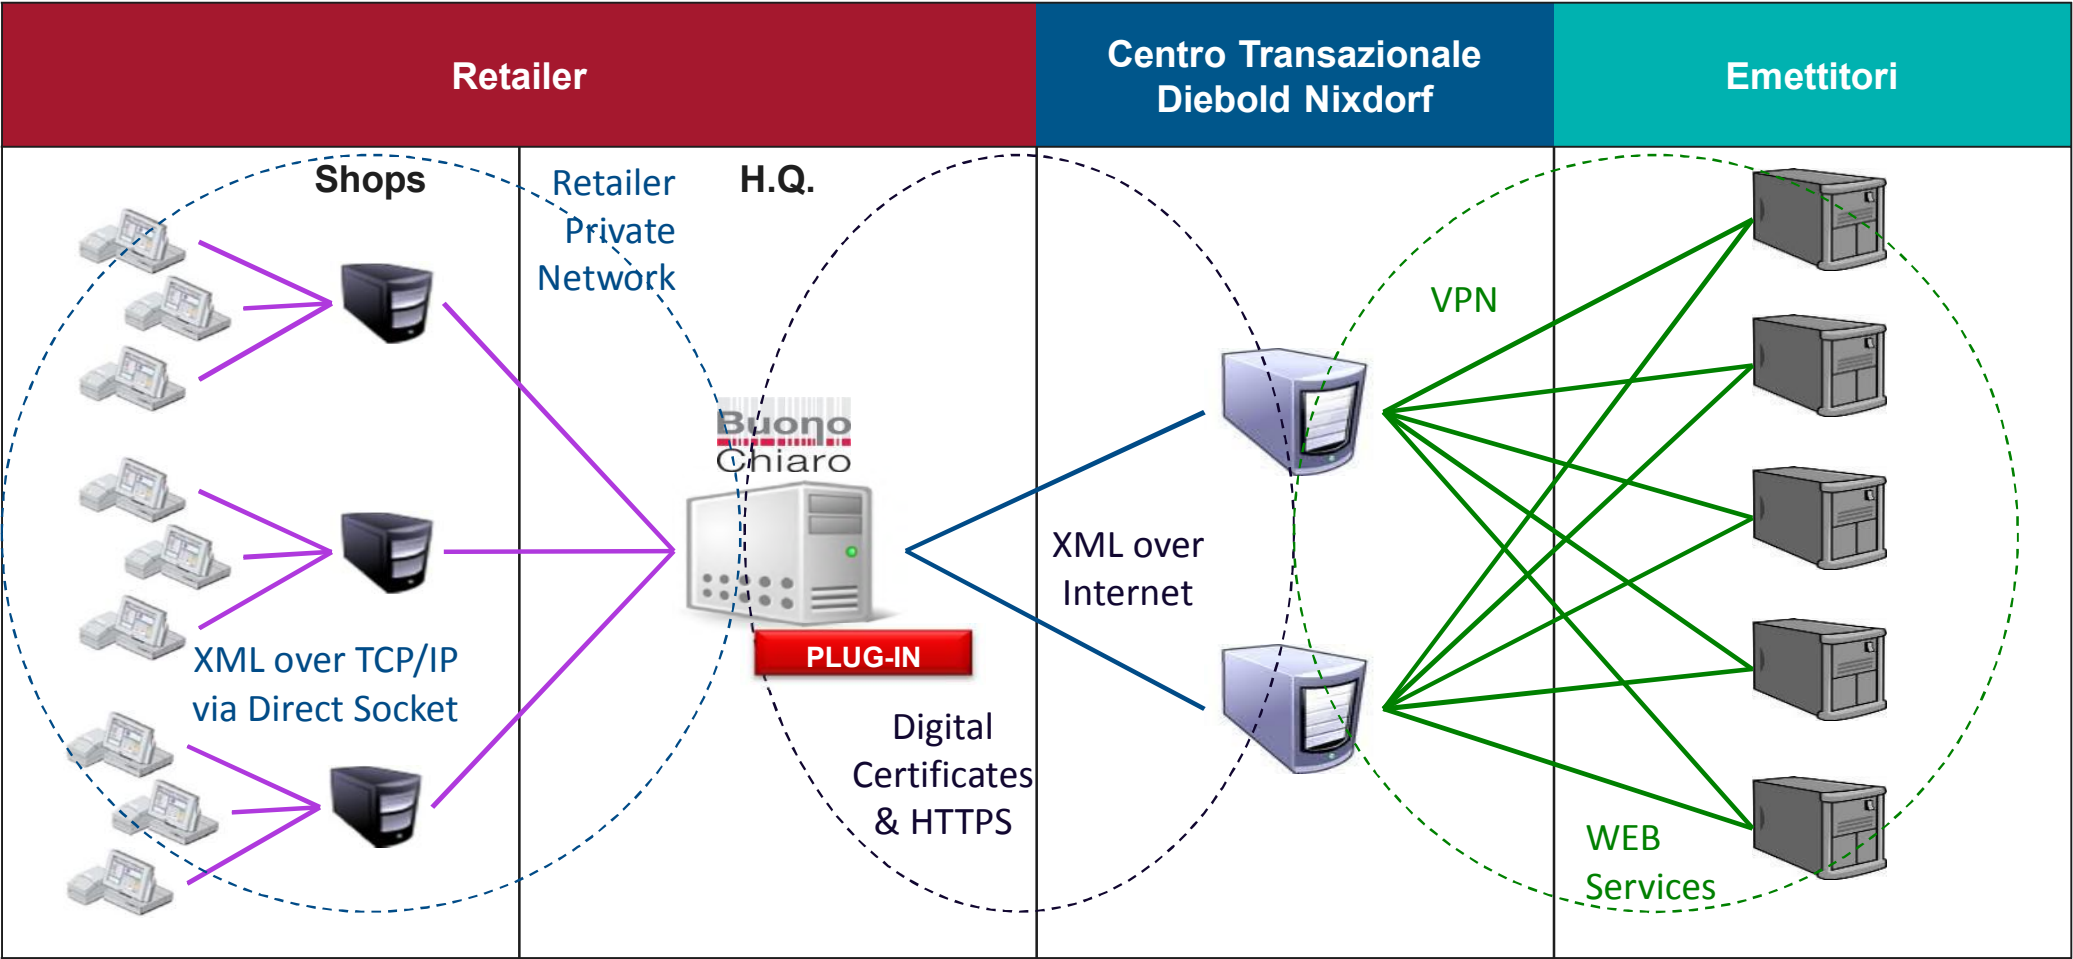 Retailer
Centro Transazionale
Diebold Nixdorf
Emettitori
Shops
H.Q.
Retailer
Private
Network
VPN
Buono
Chiaro
PLUG-IN
XML over
Internet
XML over TCP/IP
via Direct Socket
Digital
Certificates
& HTTPS
WEB
Services